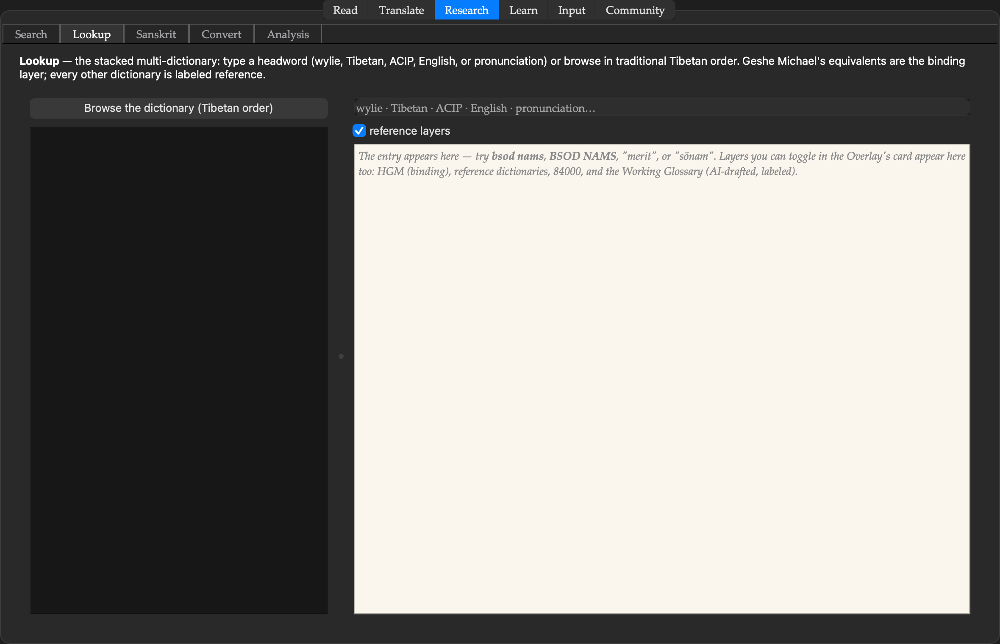 Read Translate Research Learn Input Community
Search Lookup Sanskrit Convert Analysis
Lookup — the stacked multi-dictionary: type a headword (wylie, Tibetan, ACIP, English, or pronunciation) or browse in traditional Tibetan order. Geshe Michael's equivalents are the binding
layer; every other dictionary is labeled reference.
Browse the dictionary (Tibetan order)
wylie · Tibetan · ACIP · English · pronunciation…
reference layers
The entry appears here — try bsod nams, BSOD NAMS, "merit", or "sönam". Layers you can toggle in the Overlay's card appear here
too: HGM (binding), reference dictionaries, 84000, and the Working Glossary (AI-drafted, labeled).